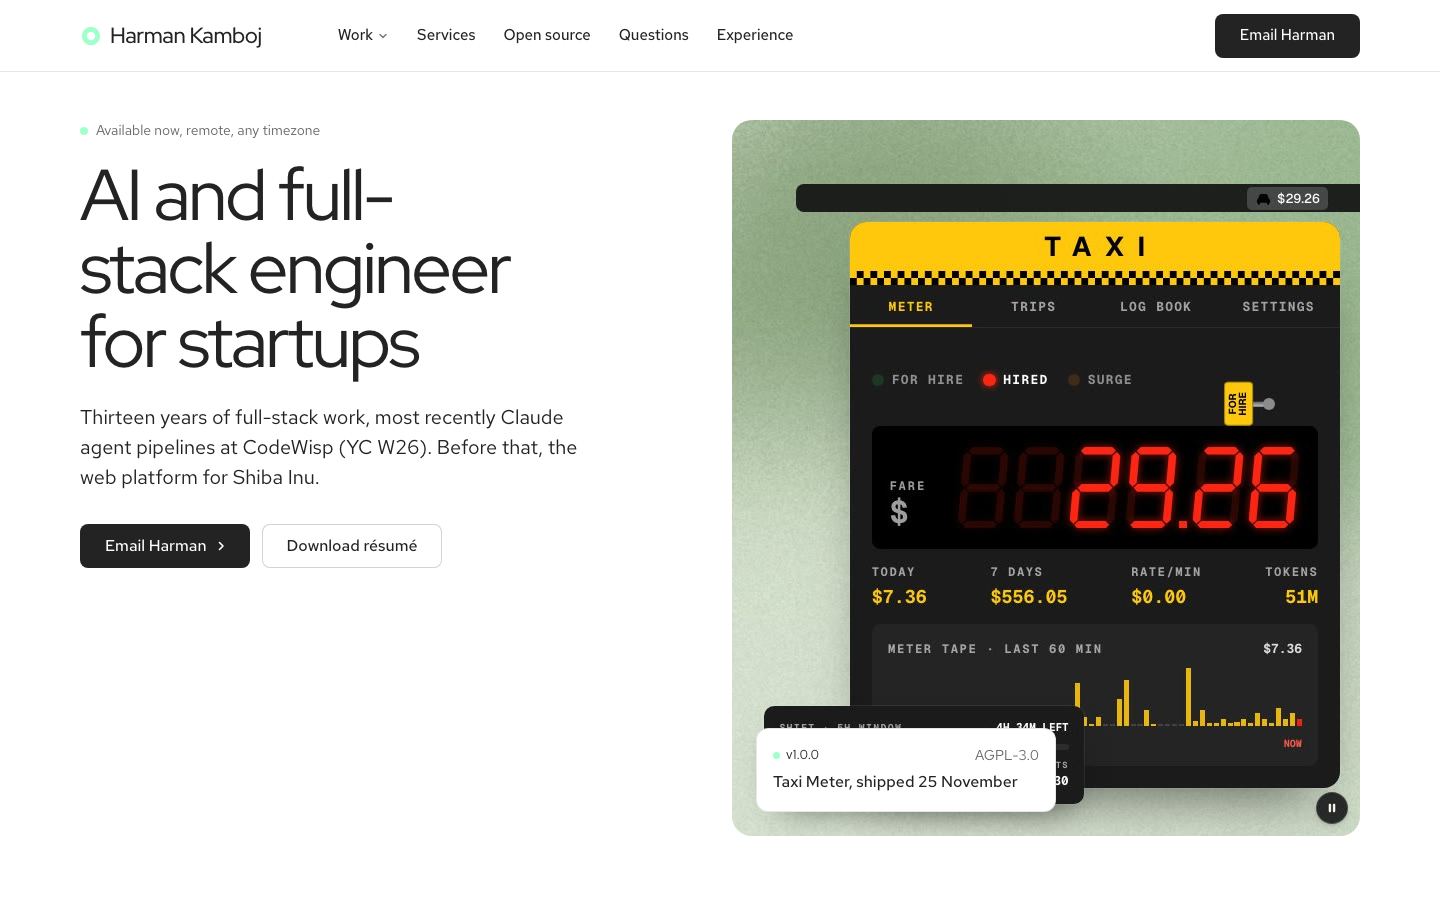 Harman Kamboj
Work
Services
Open source
Questions
Experience
Email Harman
Available now, remote, any timezone
AI and full-
stack engineer
for startups
Thirteen years of full-stack work, most recently Claude
agent pipelines at CodeWisp (YC W26). Before that, the
web platform for Shiba Inu.
Email Harman
Download résumé
$29.26
TAXI
METER
TRIPS
LOG BOOK
SETTINGS
FOR HIRE
HIRED
SURGE
FOR
HIRE
FARE
$
29.26
TODAY
7 DAYS
RATE/MIN
TOKENS
$7.36
$556.05
$0.00
51M
METER TAPE · LAST 60 MIN
$7.36
NOW
SHIFT · 5H WINDOW
4H 34M LEFT
v1.0.0
AGPL-3.0
Taxi Meter, shipped 25 November